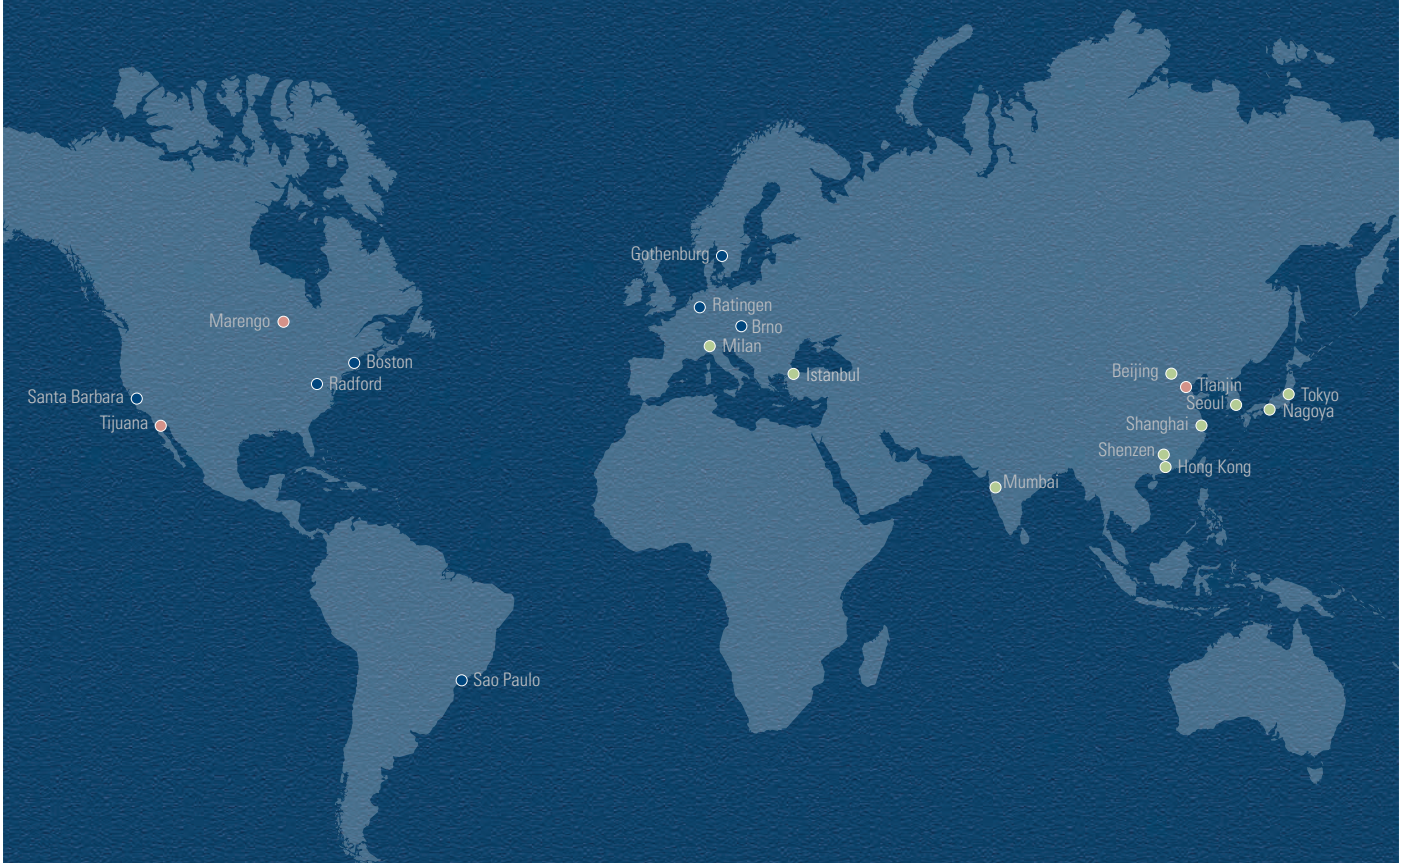 Gothenburg
Ratingen
Marengo
Brno
Milan
Boston
Beijing
Istanbul
Radford
Tianjin
Santa Barbara
Tokyo
Seoul
Nagoya
Tijuana
Shanghai
Shenzen
Hong Kong
Mumbai
Sao Paulo